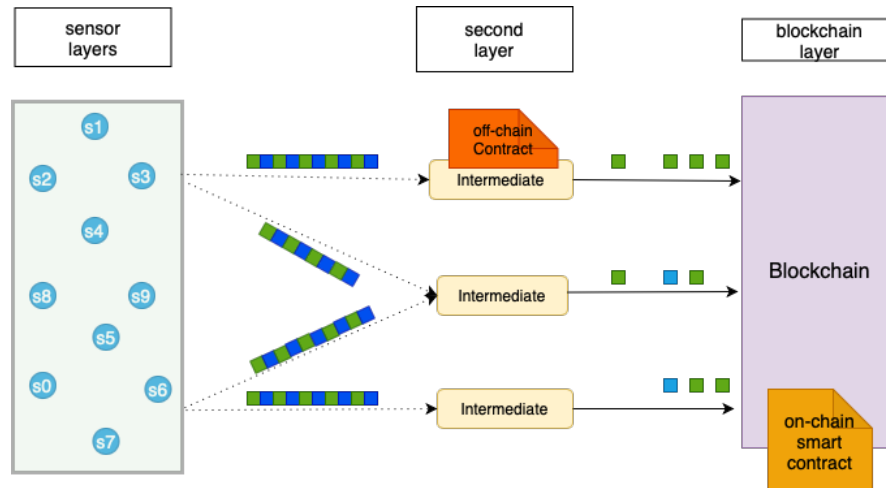 sensor
layers
second
layer
blockchain
layer
s1
s2
s3
s4
s8
s9
s5
s0
s6
s7
off-chain
Contract
Intermediate
Intermediate
Intermediate
Blockchain
on-chain
smart
contract